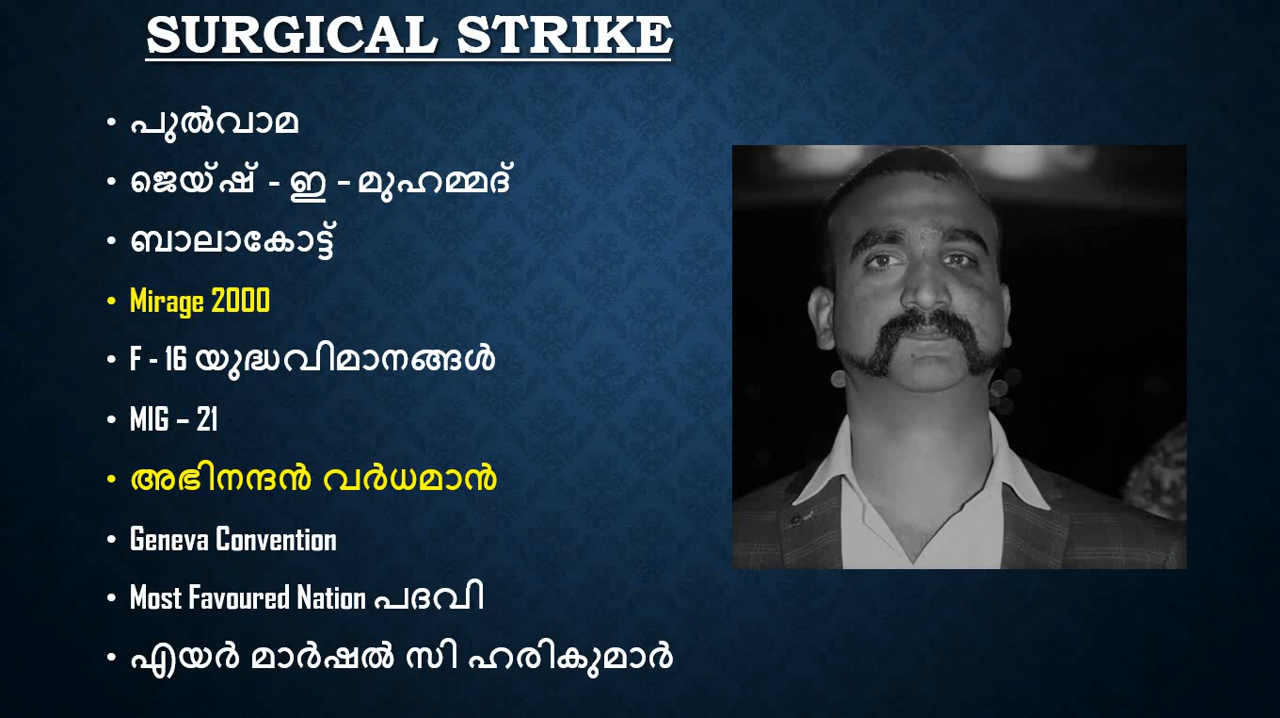 SURGICAL STRIKE
• പുൽവാമ
• ജെയ്ഷ് - ഇ – മുഹമ്മദ്
• ബാലാകോട്ട്
• Mirage 2000
• F - 16 യുദ്ധവിമാനങ്ങൾ
• MIG – 21
• അഭിനന്ദൻ വർധമാൻ
• Geneva Convention
• Most Favoured Nation പദവി
• എയർ മാർഷൽ സി ഹരികുമാർ